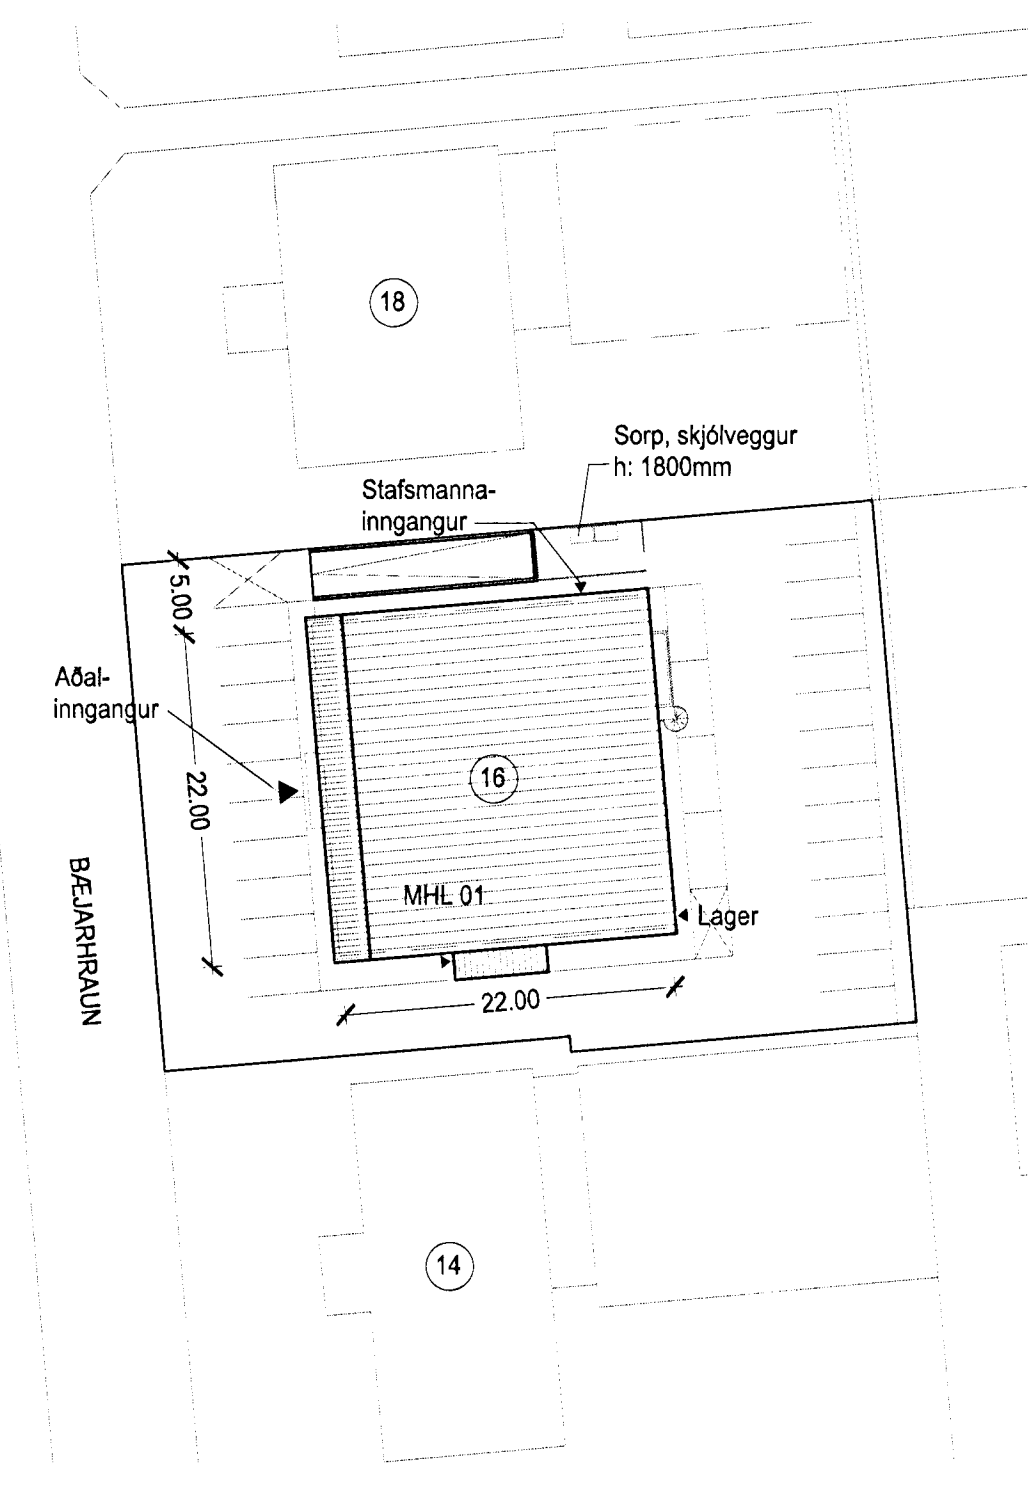 18
Sorp, skjólveggur
h: 1800mm
Stafsmanna-
inngangur
5.00
Aðal-
inngangur
22.00
16
MHL 01
Lager
BÆJARHRAUN
22.00
14